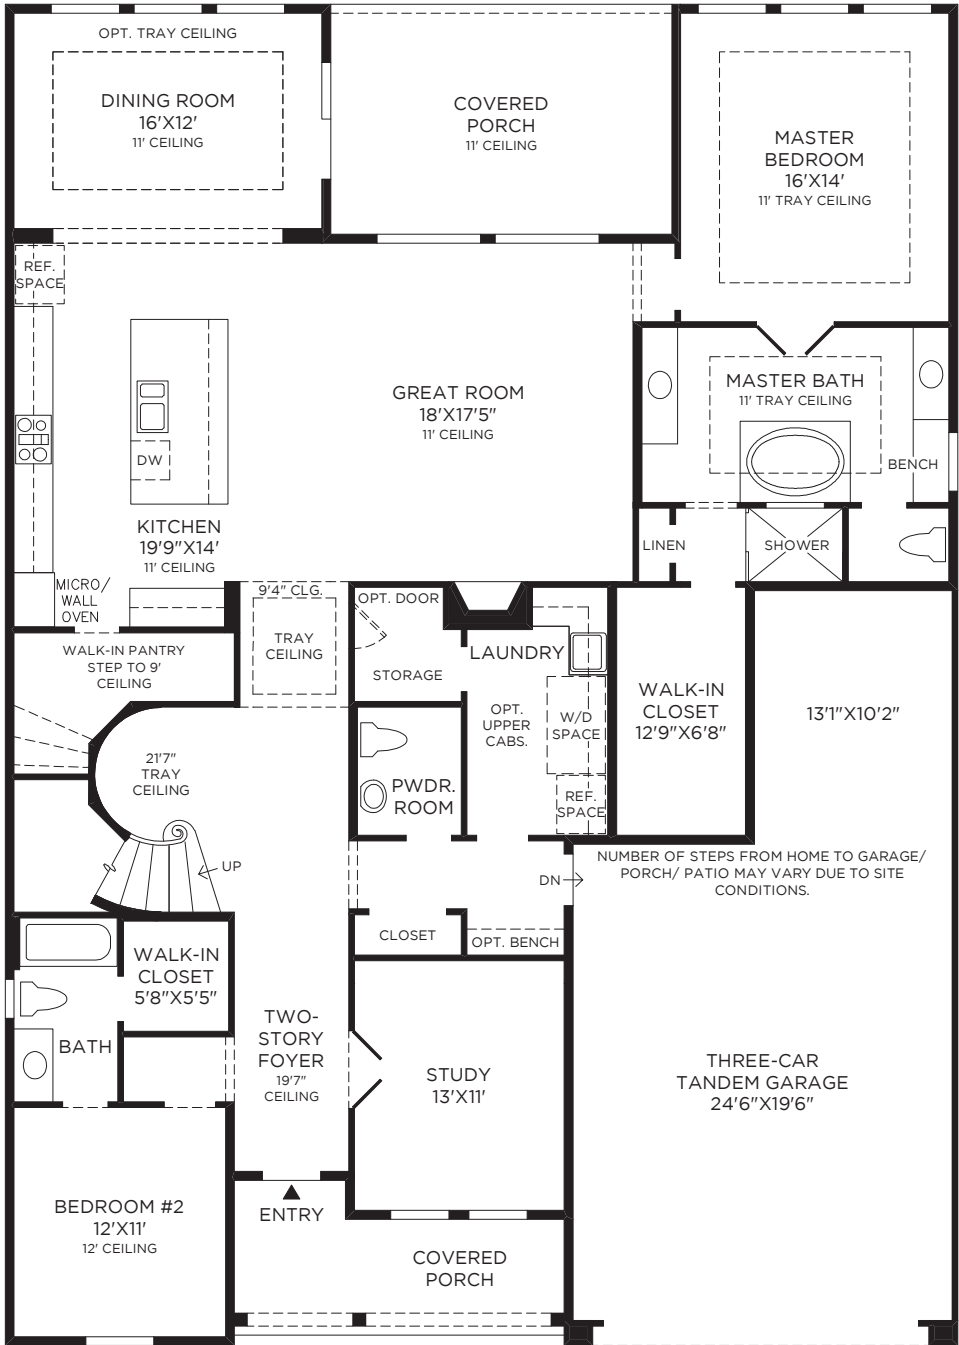 OPT. TRAY CEILING
DINING ROOM
16'X12'
11' CEILING
COVERED
PORCH
11' CEILING
MASTER
BEDROOM
16'X14'
11' TRAY CEILING
REF.
SPACE
GREAT ROOM
18'X17'5"
11' CEILING
MASTER BATH
11' TRAY CEILING
BENCH
DW
KITCHEN
19'9"X14'
11' CEILING
LINEN
SHOWER
MICRO/
WALL
OVEN
9'4" CLG.
TRAY
CEILING
OPT. DOOR
STORAGE
LAUNDRY
WALK-IN PANTRY
STEP TO 9'
CEILING
OPT.
UPPER
CABS.
W/D
SPACE
REF.
SPACE
WALK-IN
CLOSET
12'9"X6'8"
13'1"X10'2"
21'7"
TRAY
CEILING
PWDR.
ROOM
UP
DN
NUMBER OF STEPS FROM HOME TO GARAGE/
PORCH/ PATIO MAY VARY DUE TO SITE
CONDITIONS.
CLOSET
OPT. BENCH
WALK-IN
CLOSET
5'8"X5'5"
BATH
TWO-
STORY
FOYER
19'7"
CEILING
STUDY
13'X11'
THREE-CAR
TANDEM GARAGE
24'6"X19'6"
BEDROOM #2
12'X11'
12' CEILING
ENTRY
COVERED
PORCH